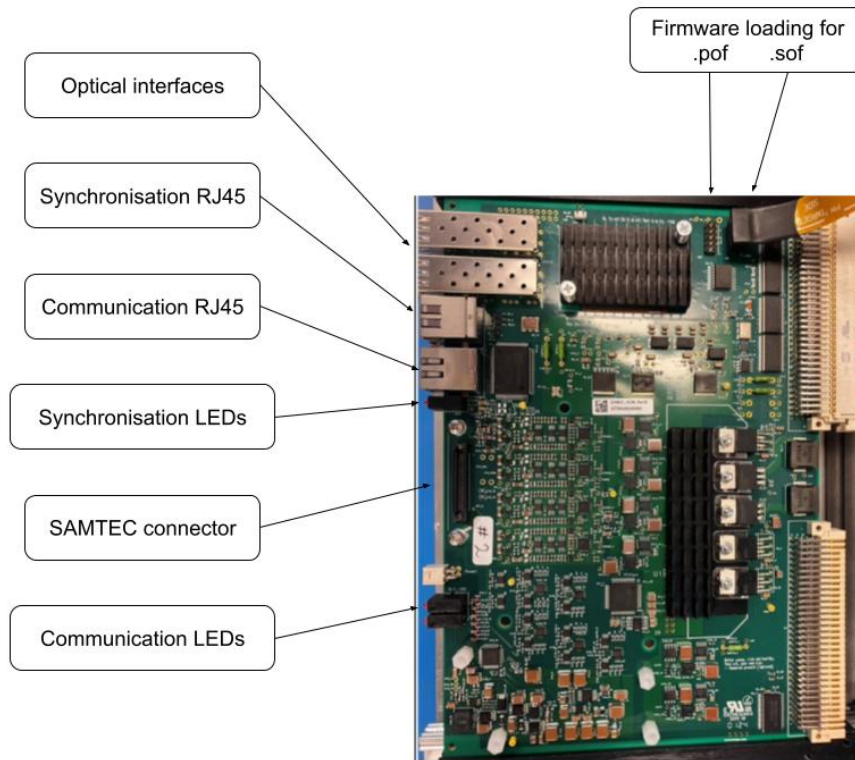 Firmware loading for
.pof .sof
Optical interfaces
Synchronisation RJ45
Communication RJ45
Synchronisation LEDs
SAMTEC connector
Communication LEDs
# 2